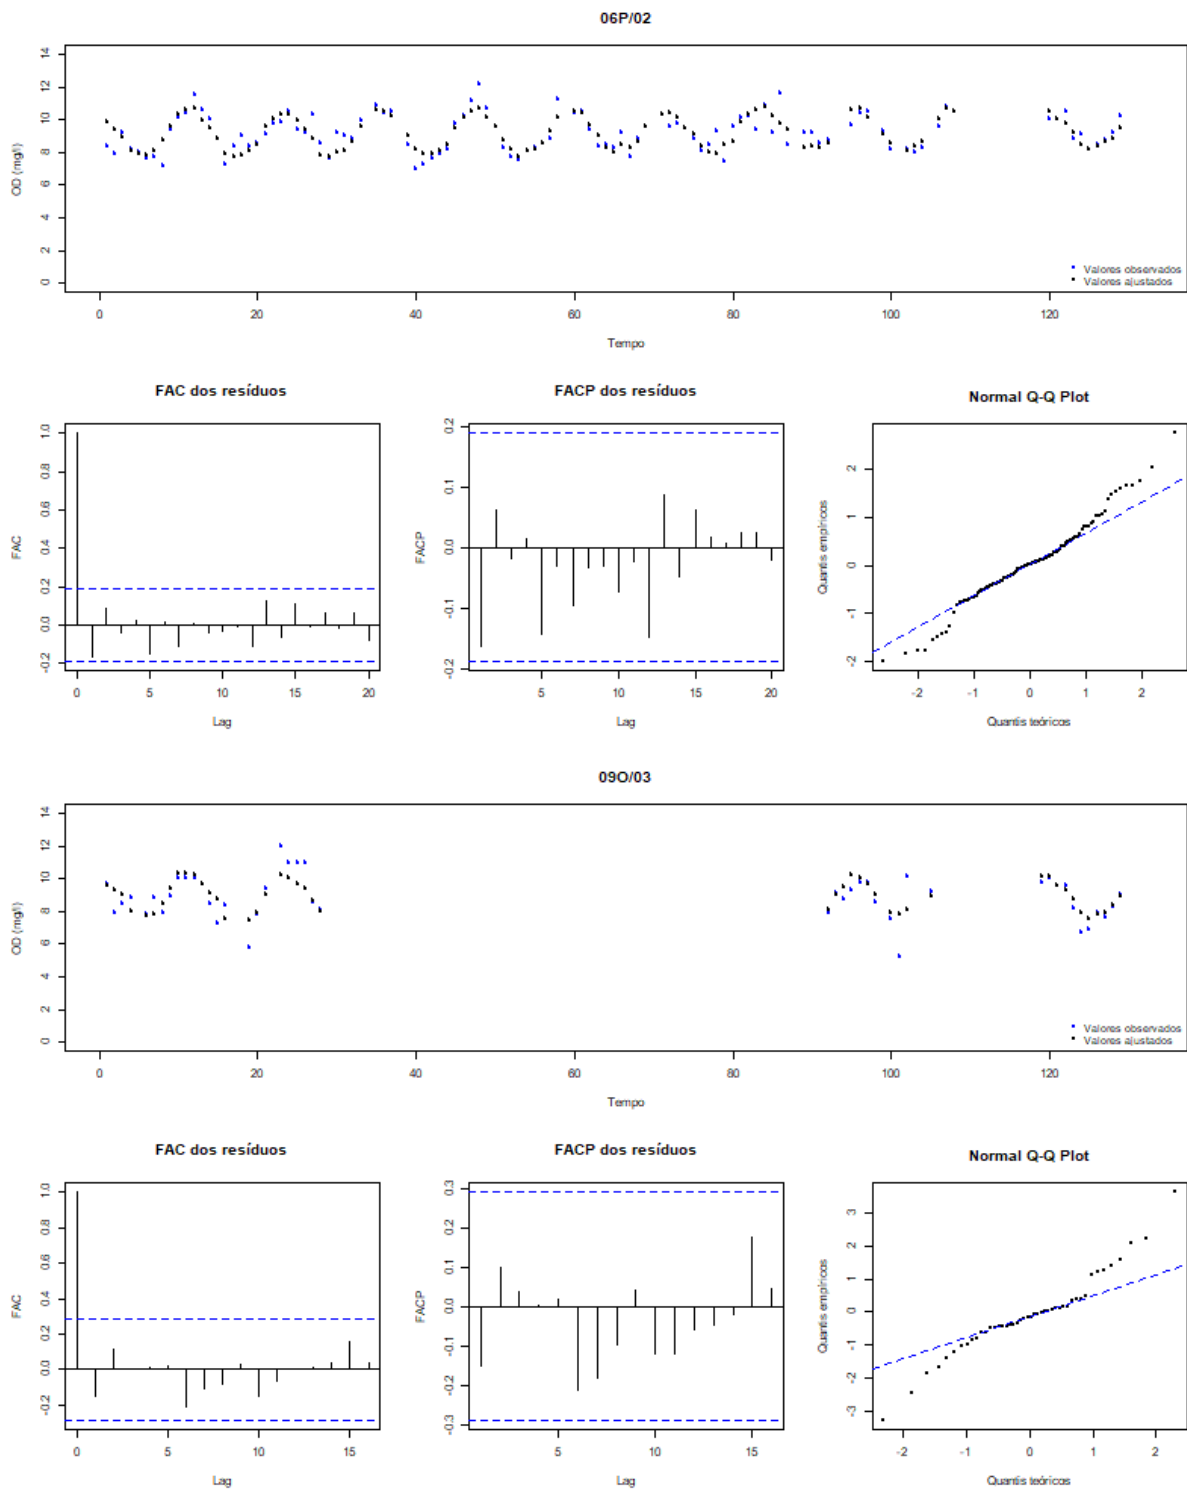 06P/02
14
12
10
8
6
4
2
0
OD (mg/l)
Valores observados
Valores ajustados
0 20 40 60 80 100 120
Tempo
FAC dos resíduos
1.0
0.8
0.6
0.4
0.2
0.0
-0.2
FAC
0 5 10 15 20
Lag
FACP dos resíduos
0.2
0.1
0.0
-0.1
-0.2
FACP
5 10 15 20
Lag
Normal Q-Q Plot
2
1
0
-1
-2
Quantis empíricos
-2 -1 0 1 2
Quantis teóricos
09O/03
14
12
10
8
6
4
2
0
OD (mg/l)
Valores observados
Valores ajustados
0 20 40 60 80 100 120
Tempo
FAC dos resíduos
1.0
0.8
0.6
0.4
0.2
0.0
-0.2
FAC
0 5 10 15
Lag
FACP dos resíduos
0.3
0.2
0.1
0.0
-0.1
-0.2
-0.3
FACP
5 10 15
Lag
Normal Q-Q Plot
3
2
1
0
-1
-2
-3
Quantis empíricos
-2 -1 0 1 2
Quantis teóricos